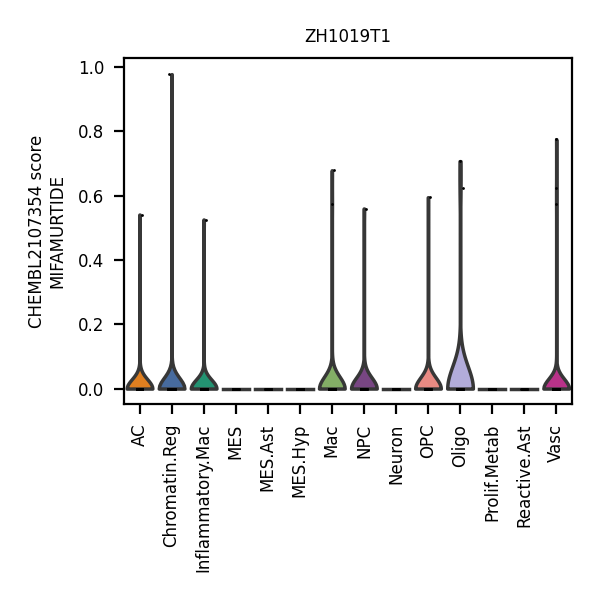 ZH1019T1
CHEMBL2107354 score
MIFAMURTIDE
1.0
0.8
0.6
0.4
0.2
0.0
AC
Chromatin.Reg
Inflammatory.Mac
MES
MES.Ast
MES.Hyp
Mac
NPC
Neuron
OPC
Oligo
Prolif.Metab
Reactive.Ast
Vasc